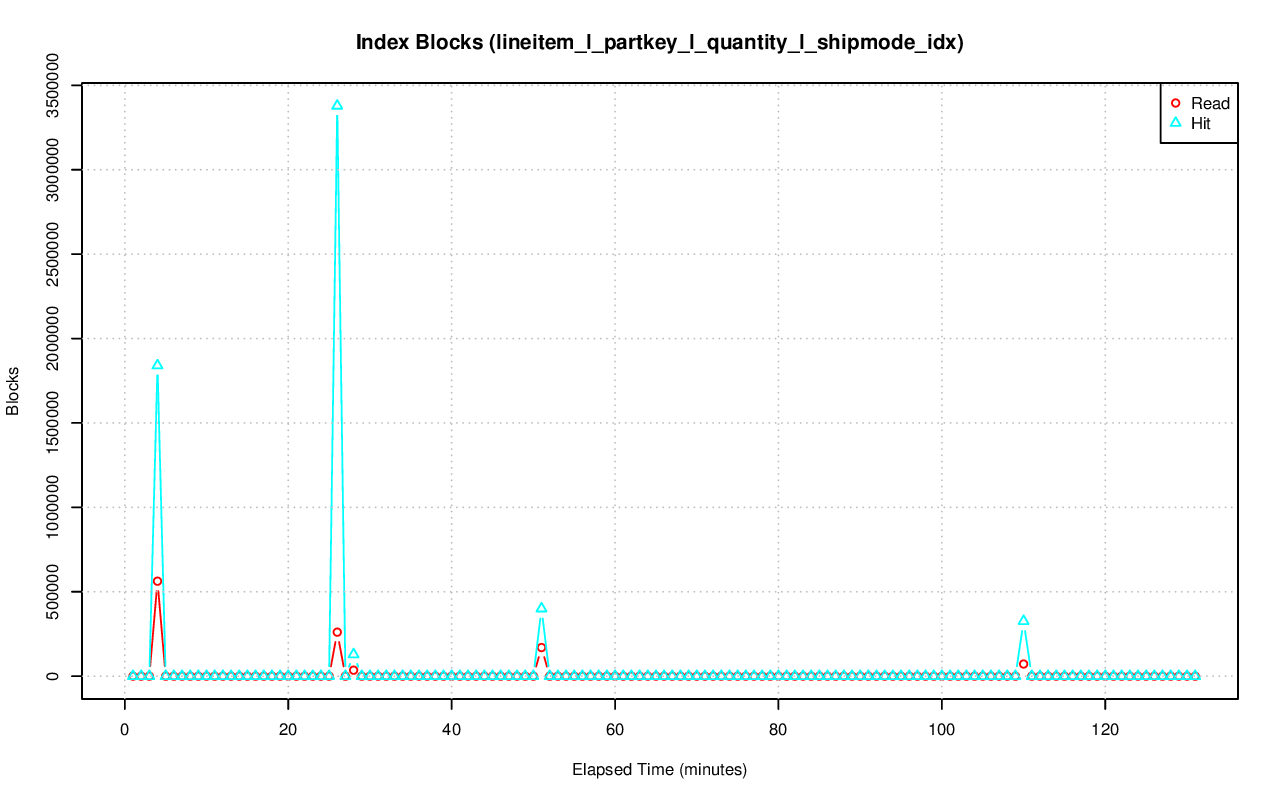 Index Blocks (lineitem_l_partkey_l_quantity_l_shipmode_idx)
Read
Hit
3500000
3000000
2500000
2000000
1500000
1000000
500000
0
Blocks
0 20 40 60 80 100 120
Elapsed Time (minutes)